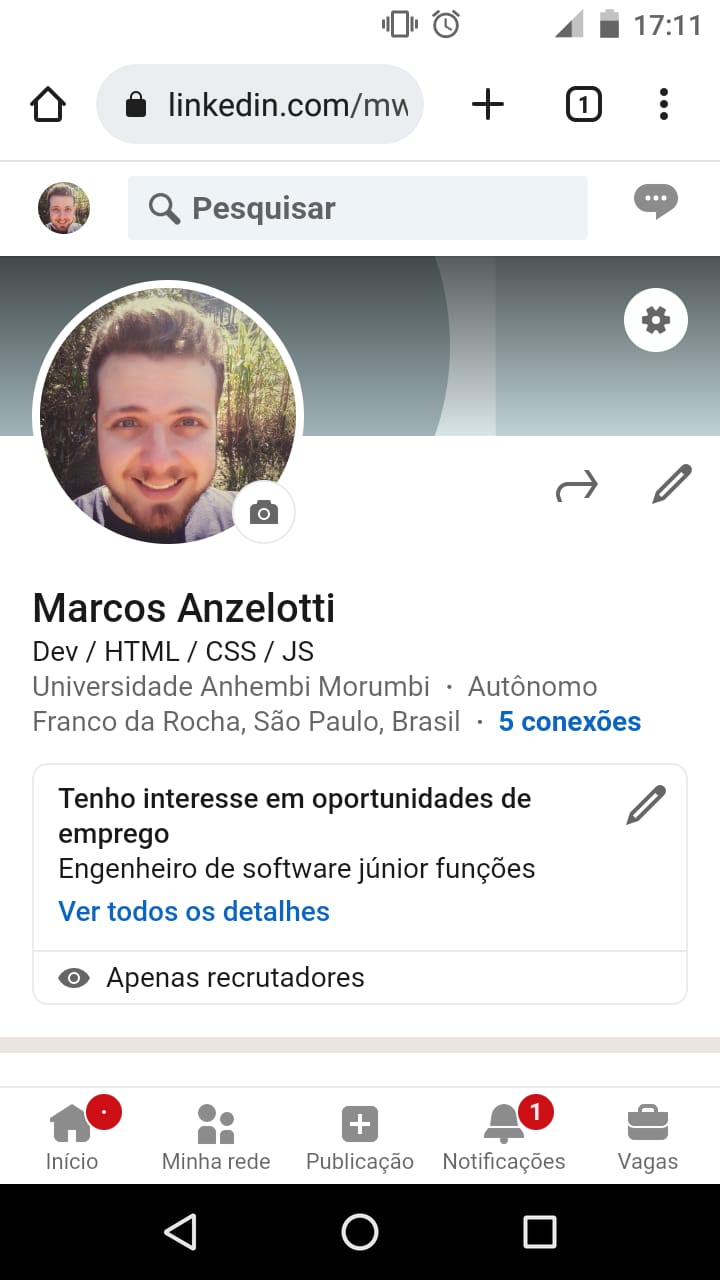 17:11
linkedin.com/mw
1
Pesquisar
Marcos Anzelotti
Dev / HTML / CSS / JS
Universidade Anhembi Morumbi · Autônomo
Franco da Rocha, São Paulo, Brasil · 5 conexões
Tenho interesse em oportunidades de
emprego
Engenheiro de software júnior funções
Ver todos os detalhes
Apenas recrutadores
1
Início Minha rede Publicação Notificações Vagas